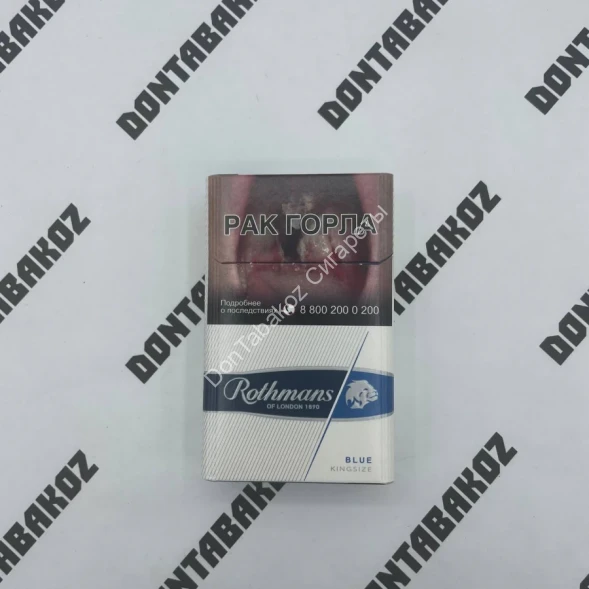 DONTABAKOZ
DONTABAKOZ
DONTABAKOZ
DONTABAKOZ
DONTABAKOZ
РАК ГОРЛА
Подробнее
о последствиях 8 800 200 0 200
DonTabakoz Сигареты
Rothmans
OF LONDON 1890
BLUE
KINGSIZE
DONTABAKOZ
DONTABAKOZ
DONTABAKOZ